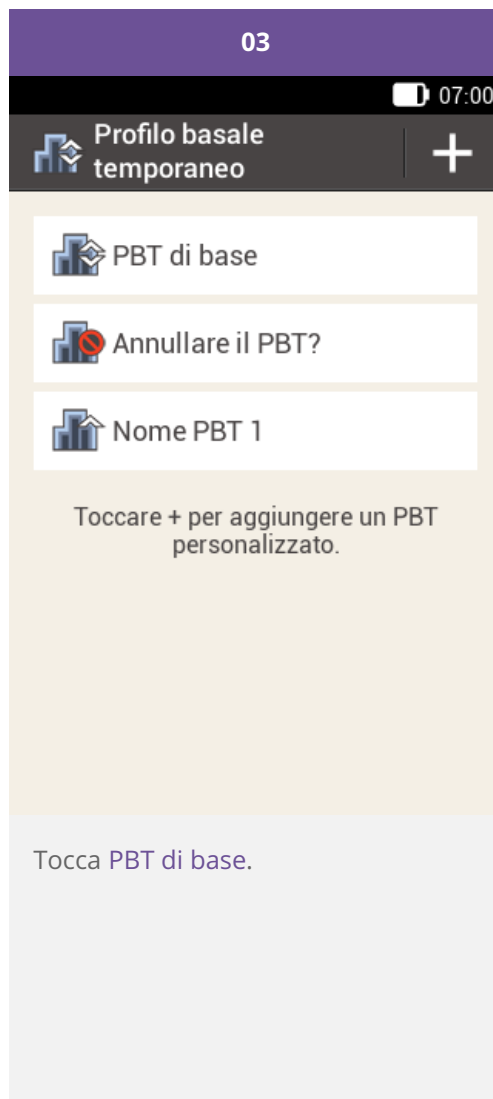 03
07:00
Profilo basale
temporaneo
PBT di base
Annullare il PBT?
Nome PBT 1
Toccare + per aggiungere un PBT
personalizzato.
Tocca PBT di base.